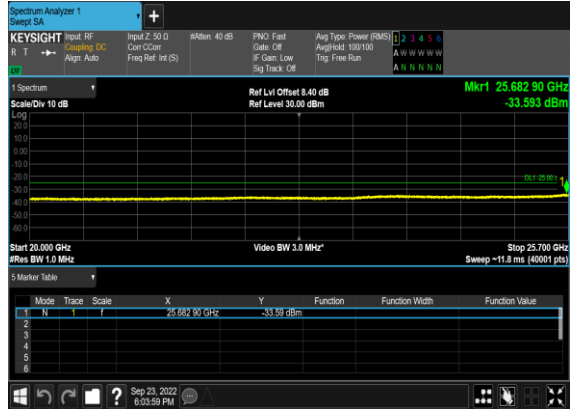 Spectrum Analyzer 1
Swept SA
KEYSIGHT Input: RF Input Z: 50 Ω #Atten: 40 dB PNO: Fast Avg Type: Power (RMS) 1 2 3 4 5 6
R T Coupling: DC Corr CCorr Gate: Off Avg|Hold: 100/100 A W W W W W
Align: Auto Freq Ref: Int (S) IF Gain: Low Trig: Free Run
LV Sig Track: Off A N N N N N
1 Spectrum Ref Lvl Offset 8.40 dB Mkr1 25.682 90 GHz
Scale/Div 10 dB Ref Level 30.00 dBm -33.593 dBm
Log
20.0
10.0
0.00
-10.0
-20.0
-30.0
-40.0
-50.0
-60.0
1
Start 20.000 GHz Video BW 3.0 MHz* Stop 25.700 GHz
#Res BW 1.0 MHz Sweep ~11.8 ms (40001 pts)
5 Marker Table
Mode Trace Scale X Y Function Function Width Function Value
1 N 1 f 25.682 90 GHz -33.59 dBm
2
3
4
5
6
? Sep 23, 2022
6:03:59 PM